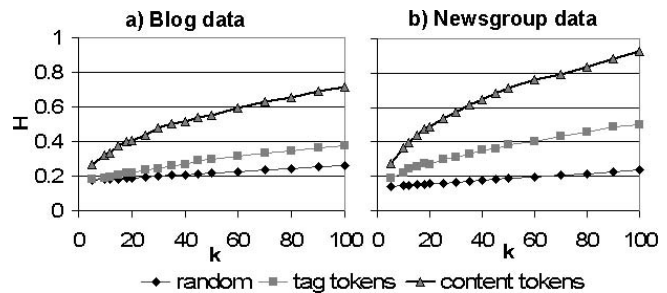 a) Blog data
b) Newsgroup data
H
1
0.8
0.6
0.4
0.2
0
0 20 40 60 80 100
0 20 40 60 80 100
k
k
random tag tokens content tokens